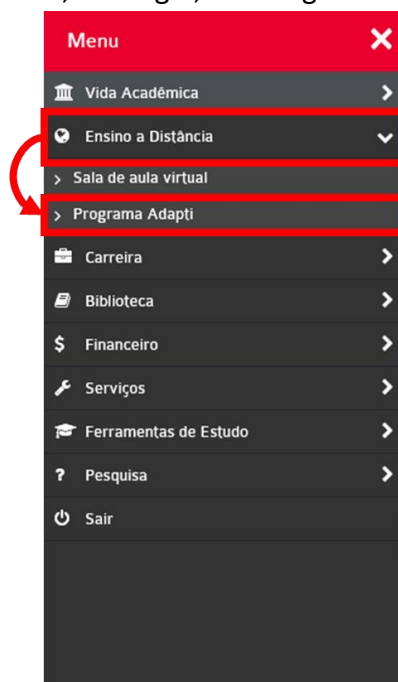 Menu
Vida Acadêmica
Ensino a Distância
Sala de aula virtual
Programa Adapti
Carreira
Biblioteca
$ Financeiro
Serviços
Ferramentas de Estudo
? Pesquisa
Sair